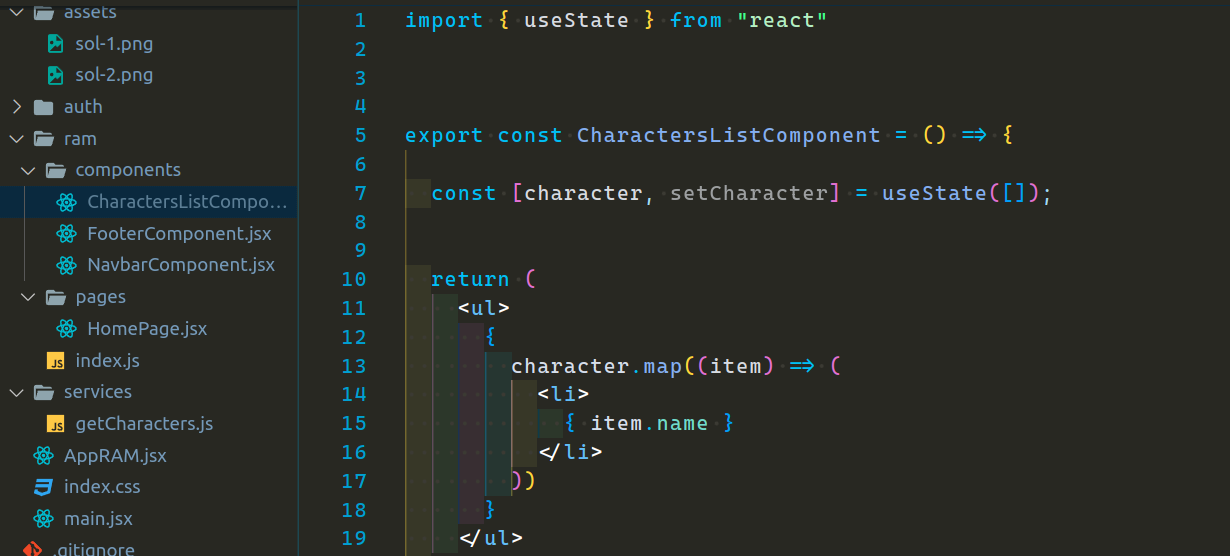 assets
sol-1.png
sol-2.png
auth
ram
components
CharactersListCompo...
FooterComponent.jsx
NavbarComponent.jsx
pages
HomePage.jsx
index.js
services
getCharacters.js
AppRAM.jsx
index.css
main.jsx
.gitignore
1 import { useState } from "react"
2
3
4
5 export const CharactersListComponent = () => {
6
7 const [character, setCharacter] = useState([]);
8
9
10 return (
11 <ul>
12 {
13 character.map((item) => (
14 <li>
15 { item.name }
16 </li>
17 ))
18 }
19 </ul>